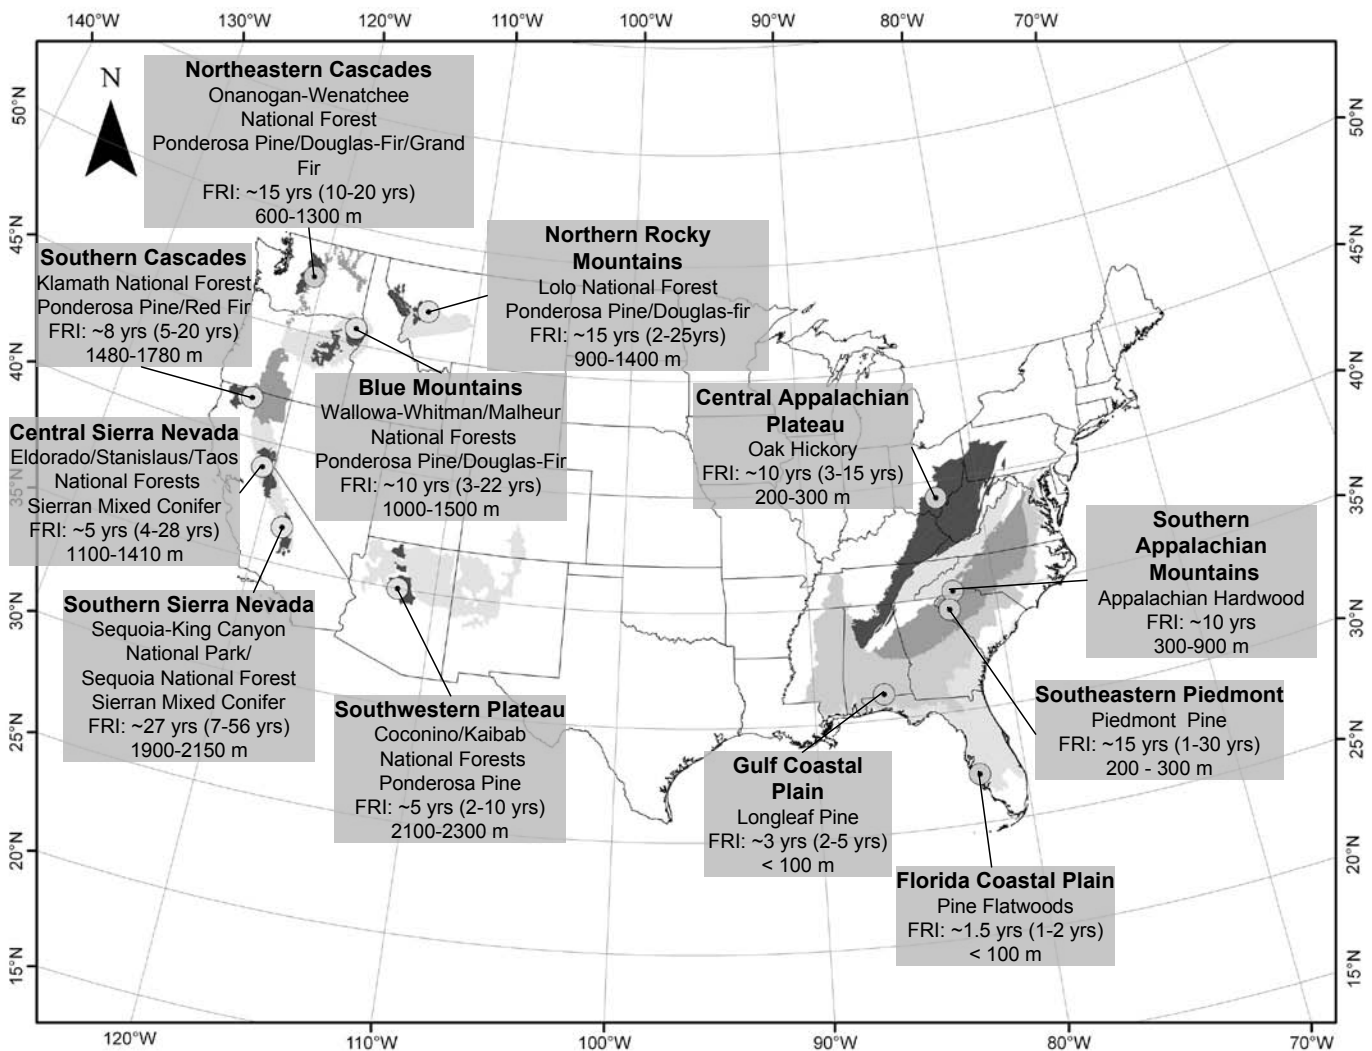 140°W 130°W 120°W 110°W 100°W 90°W 80°W 70°W
N
50°N
45°N
40°N
35°N
30°N
25°N
20°N
15°N
Northeastern Cascades
Onanogan-Wenatchee
National Forest
Ponderosa Pine/Douglas-Fir/Grand
Fir
FRI: ~15 yrs (10-20 yrs)
600-1300 m
Southern Cascades
Klamath National Forest
Ponderosa Pine/Red Fir
FRI: ~8 yrs (5-20 yrs)
1480-1780 m
Northern Rocky
Mountains
Lolo National Forest
Ponderosa Pine/Douglas-fir
FRI: ~15 yrs (2-25yrs)
900-1400 m
Blue Mountains
Wallowa-Whitman/Malheur
National Forests
Ponderosa Pine/Douglas-Fir
FRI: ~10 yrs (3-22 yrs)
1000-1500 m
Central Sierra Nevada
Eldorado/Stanislaus/Taos
National Forests
Sierran Mixed Conifer
FRI: ~5 yrs (4-28 yrs)
1100-1410 m
Southern Sierra Nevada
Sequoia-King Canyon
National Park/
Sequoia National Forest
Sierran Mixed Conifer
FRI: ~27 yrs (7-56 yrs)
1900-2150 m
Southwestern Plateau
Coconino/Kaibab
National Forests
Ponderosa Pine
FRI: ~5 yrs (2-10 yrs)
2100-2300 m
Central Appalachian
Plateau
Oak Hickory
FRI: ~10 yrs (3-15 yrs)
200-300 m
Southern
Appalachian
Mountains
Appalachian Hardwood
FRI: ~10 yrs
300-900 m
Southeastern Piedmont
Piedmont Pine
FRI: ~15 yrs (1-30 yrs)
200 - 300 m
Gulf Coastal
Plain
Longleaf Pine
FRI: ~3 yrs (2-5 yrs)
< 100 m
Florida Coastal Plain
Pine Flatwoods
FRI: ~1.5 yrs (1-2 yrs)
< 100 m
50°N
45°N
40°N
35°N
30°N
25°N
20°N
15°N
120°W 110°W 100°W 90°W 80°W 70°W